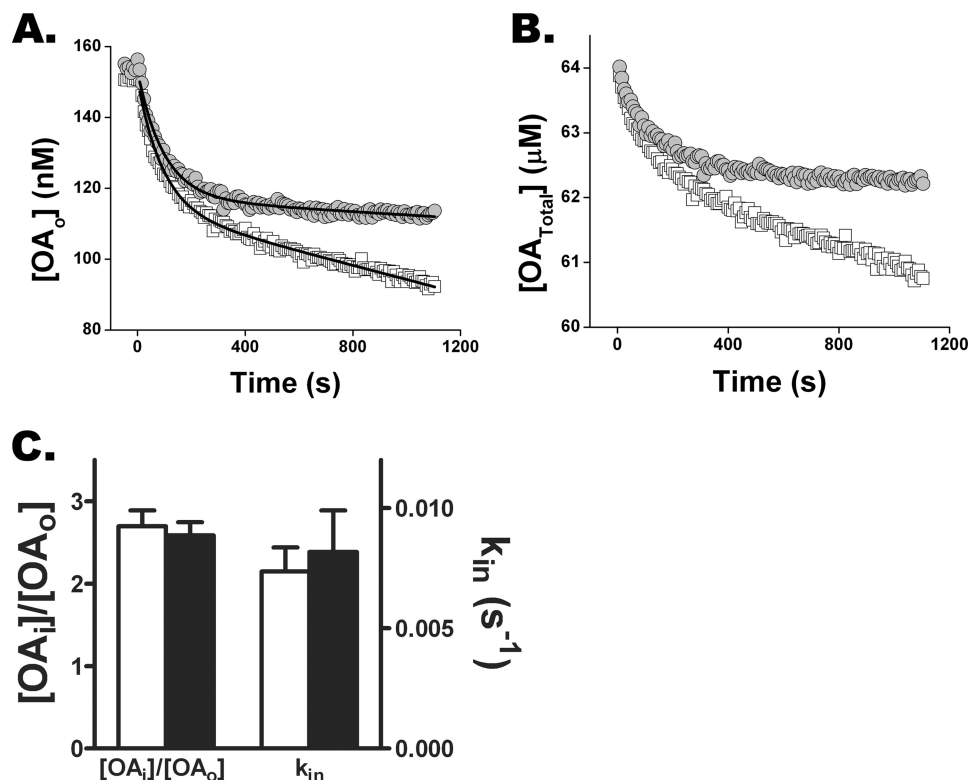 A.
[OAo] (nM)
160
140
120
100
80
0 400 800 1200
Time (s)
B.
[OATotal] (μM)
64
63
62
61
60
0 400 800 1200
Time (s)
C.
[OAi]/[OAo]
3
2
1
0
[OAi]/[OAo] kin
kin (s-1)
0.010
0.005
0.000